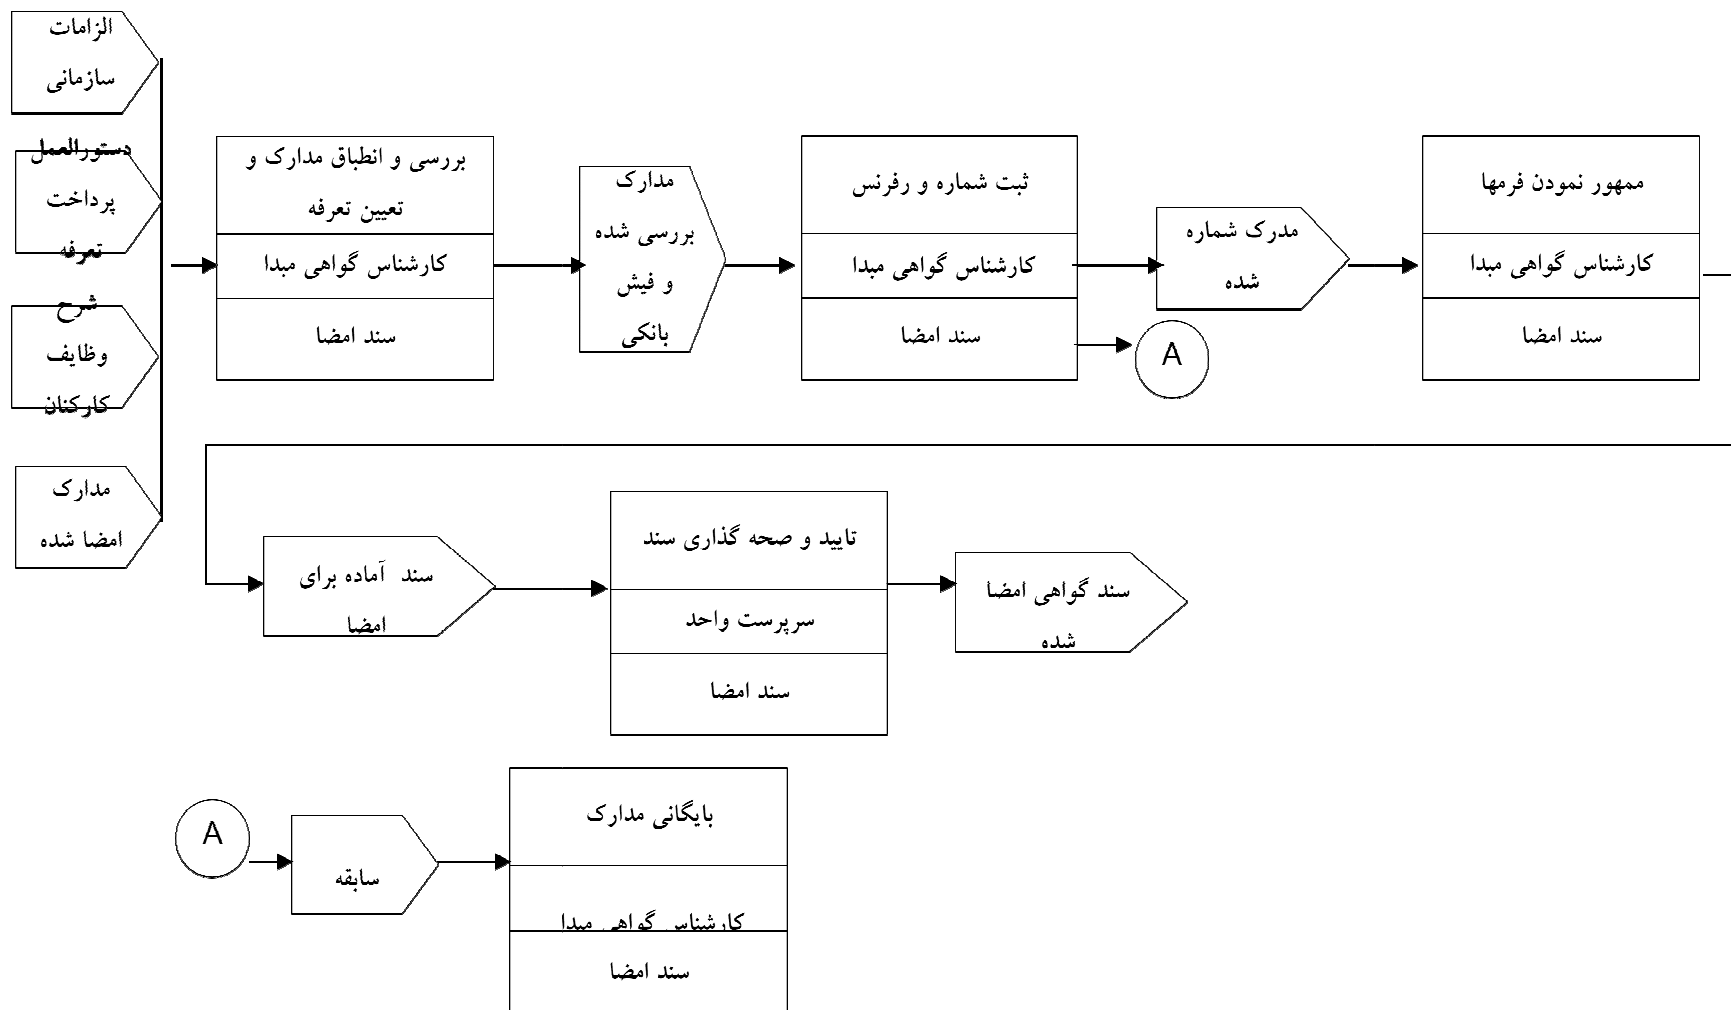 الزامات
سازمانی
دستورالعمل
پرداخت
تعرفه
شرح
وظایف
کارکنان
مدارک
امضا شده
بررسی و انطباق مدارک و
تعیین تعرفه
کارشناس گواهی مبدا
سند امضا
مدارک
بررسی شده
و فیش
بانکی
ثبت شماره و رفرنس
کارشناس گواهی مبدا
سند امضا
مدرک شماره
شده
A
ممهور نمودن فرمها
کارشناس گواهی مبدا
سند امضا
سند آماده برای
امضا
تایید و صحه گذاری سند
سرپرست واحد
سند امضا
سند گواهی امضا
شده
A
سابقه
بایگانی مدارک
کارشناس گواهی مبدا
سند امضا